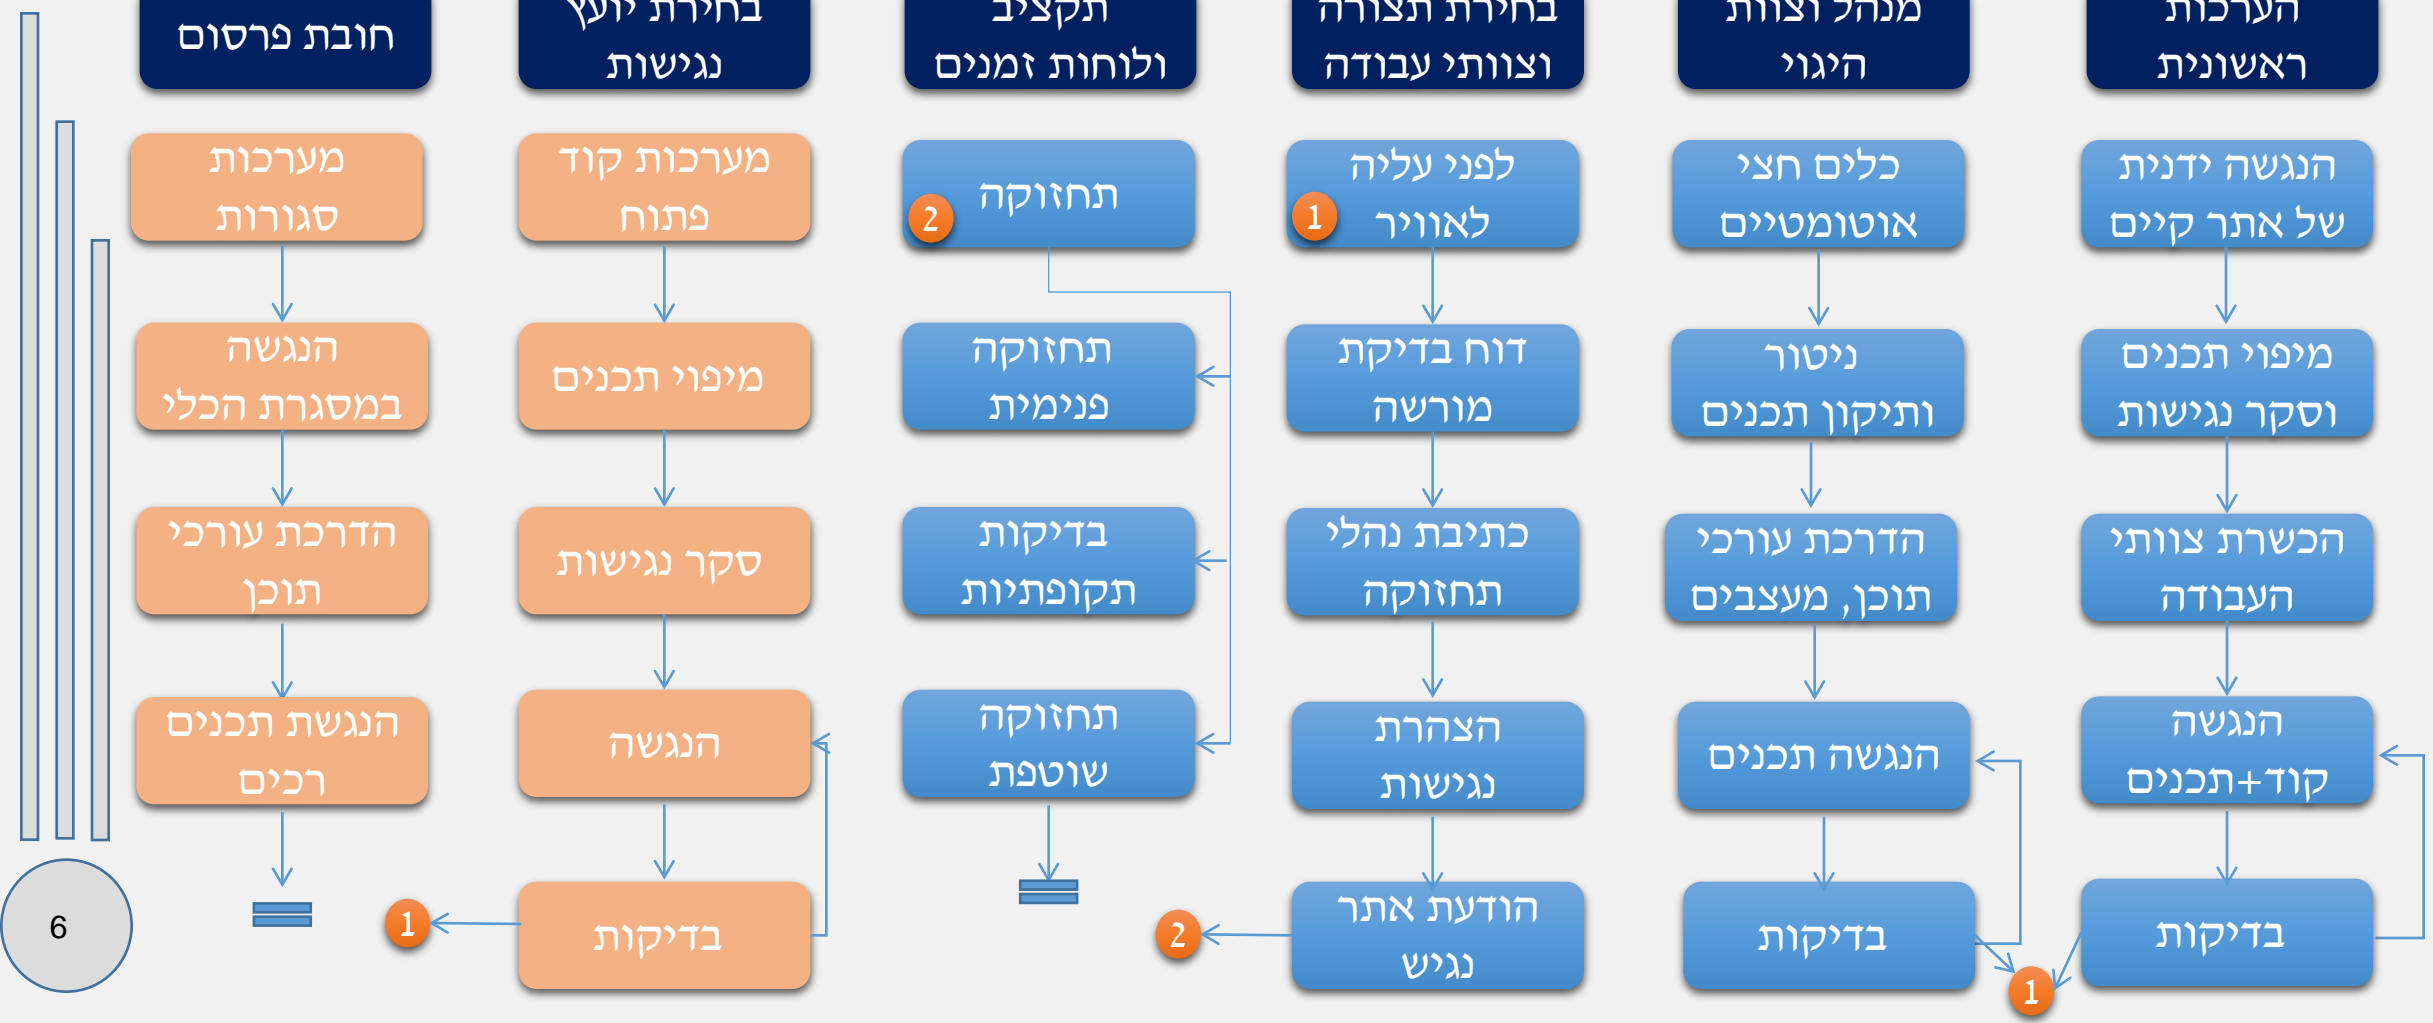 הערכות
ראשונית
מנהל וצוות
היגוי
בחירת תצורה
וצוותי עבודה
תקציב
ולוחות זמנים
בחירת יועץ
נגישות
חובת פרסום
הנגשה ידנית
של אתר קיים
מיפוי תכנים
וסקר נגישות
הכשרת צוותי
העבודה
הנגשה
קוד+תכנים
בדיקות
1
כלים חצי
אוטומטיים
ניטור
ותיקון תכנים
הדרכת עורכי
תוכן, מעצבים
הנגשה תכנים
בדיקות
לפני עליה
לאוויר
1
דוח בדיקת
מורשה
כתיבת נהלי
תחזוקה
הצהרת
נגישות
הודעת אתר
נגיש
2
תחזוקה
2
תחזוקה
פנימית
בדיקות
תקופתיות
תחזוקה
שוטפת
מערכות קוד
פתוח
מיפוי תכנים
סקר נגישות
הנגשה
בדיקות
1
מערכות
סגורות
הנגשה
במסגרת הכלי
הדרכת עורכי
תוכן
הנגשת תכנים
רכים
6